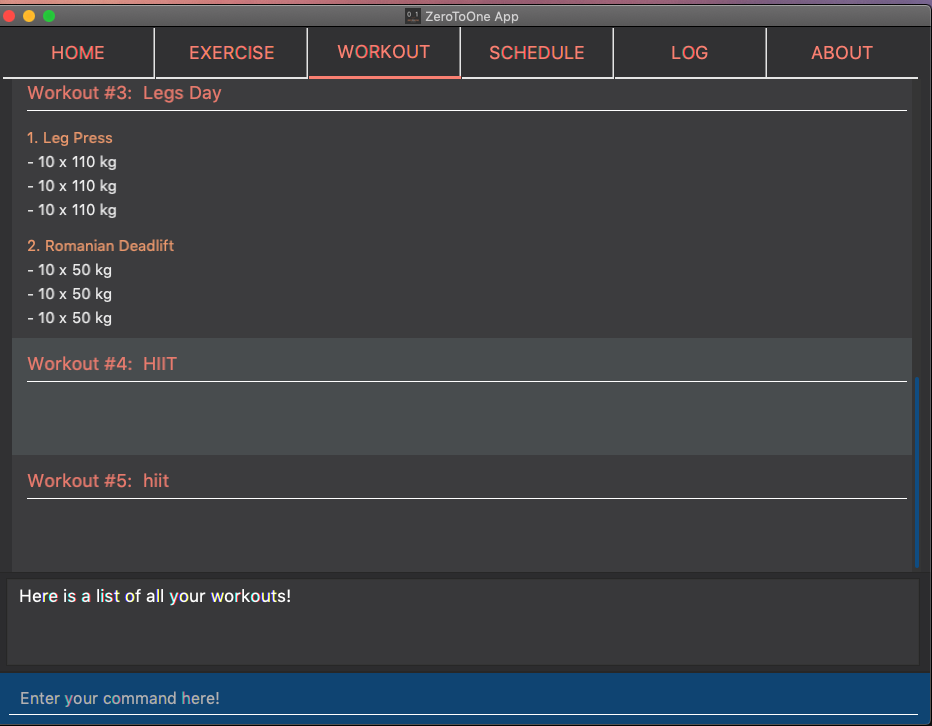 0 1
ZeroToOne App
HOME
EXERCISE
WORKOUT
SCHEDULE
LOG
ABOUT
Workout #3: Legs Day
1. Leg Press
- 10 x 110 kg
- 10 x 110 kg
- 10 x 110 kg
2. Romanian Deadlift
- 10 x 50 kg
- 10 x 50 kg
- 10 x 50 kg
Workout #4: HIIT
Workout #5: hiit
Here is a list of all your workouts!
Enter your command here!